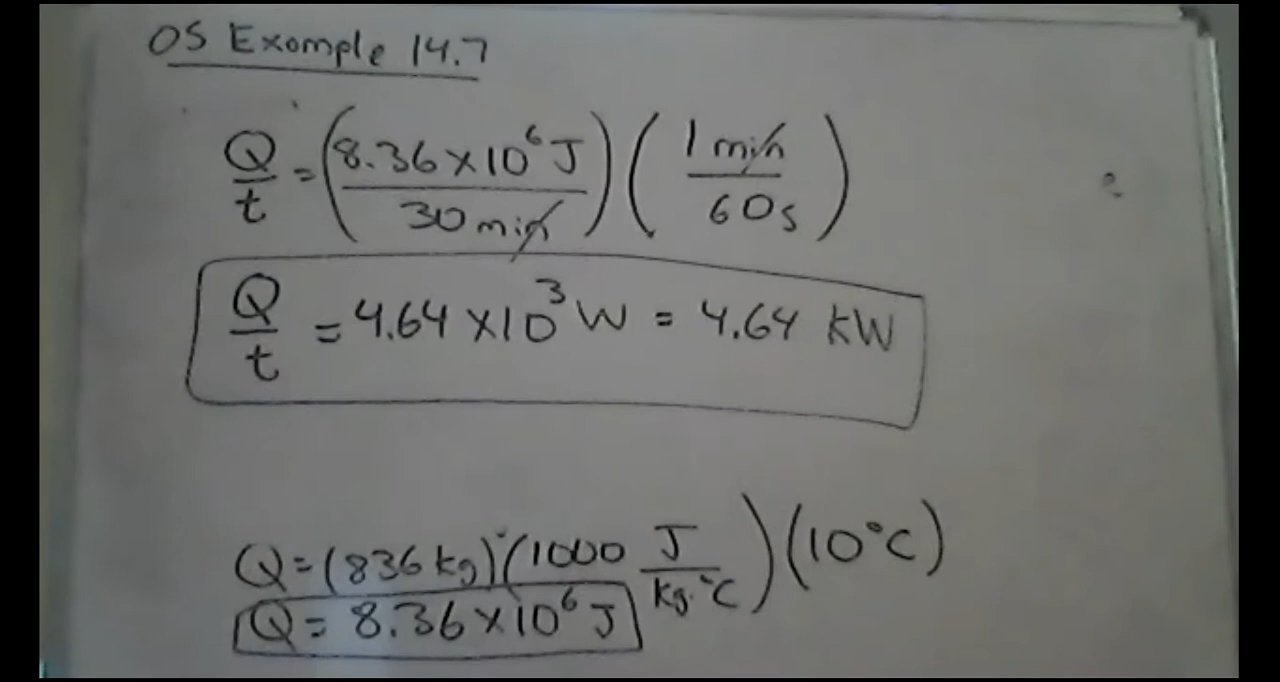 OS Example 14.7
Q/t = (8.36 × 10⁶ J / 30 min) (1 min / 60 s)
Q/t = 4.64 × 10³ W = 4.64 kW
Q = (836 kg) (1000 J / kg·°C) (10°C)
Q = 8.36 × 10⁶ J